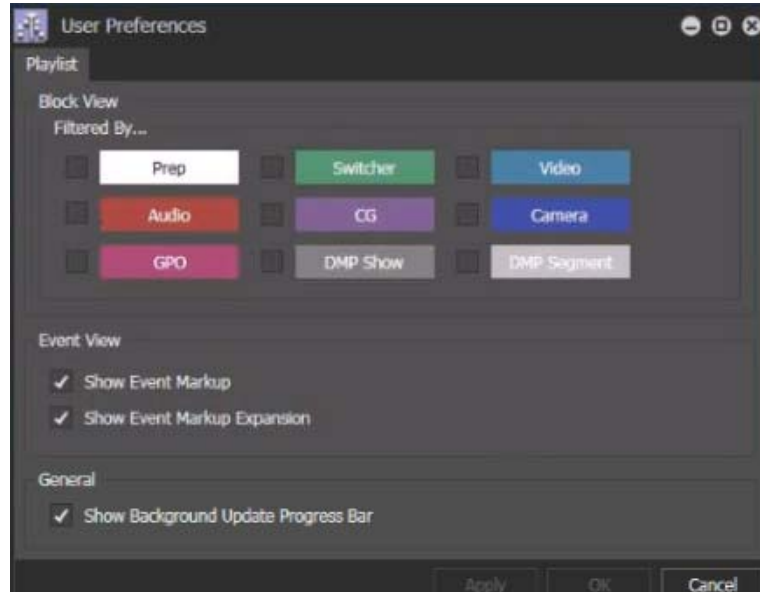 User Preferences
Playlist
Block View
Filtered By...
Prep Switcher Video
Audio CG Camera
GPO DMP Show DMP Segment
Event View
Show Event Markup
Show Event Markup Expansion
General
Show Background Update Progress Bar
Apply OK Cancel